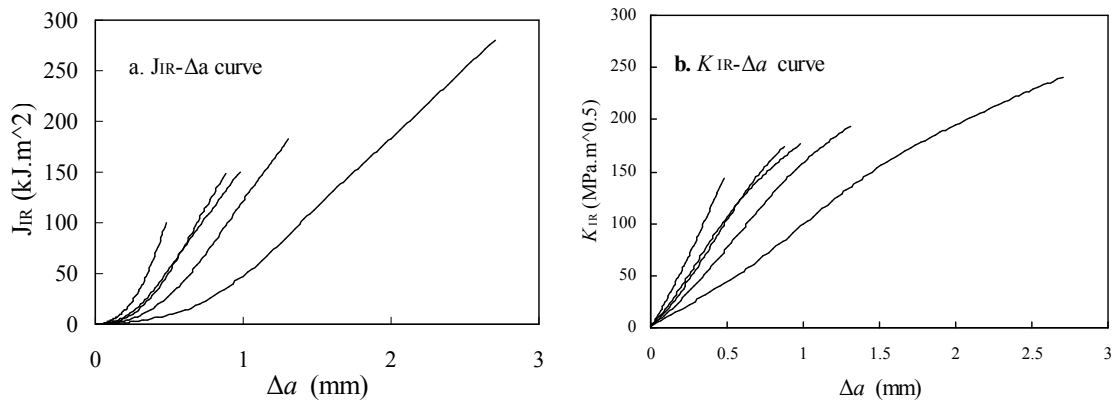 a. JIR-Δa curve
JIR (kJ.m^2)
300
250
200
150
100
50
0
0 1 2 3
Δa (mm)
b. K IR-Δa curve
KIR (MPa.m^0.5)
300
250
200
150
100
50
0
0 0.5 1 1.5 2 2.5 3
Δa (mm)